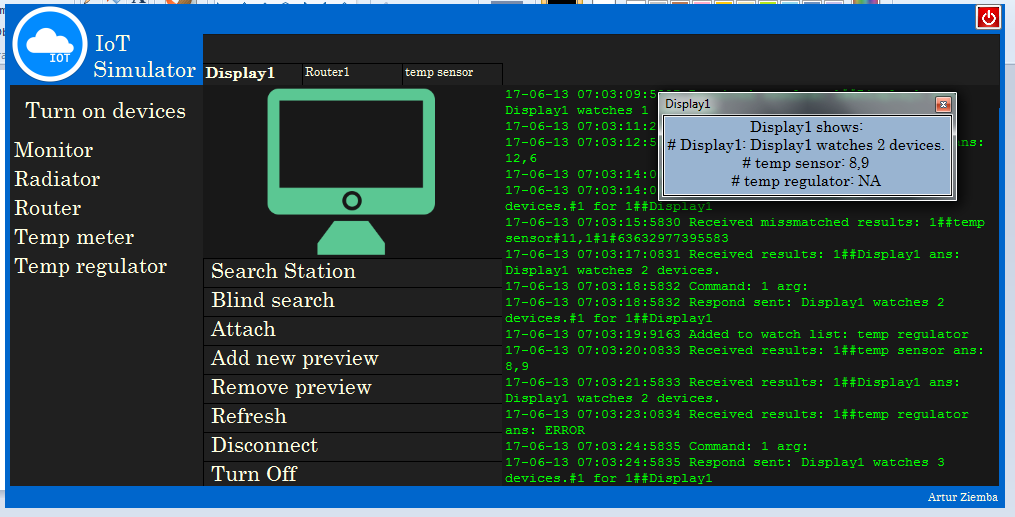 IOT
IoT
Simulator
Display1
Router1
temp sensor
Turn on devices
Monitor
Radiator
Router
Temp meter
Temp regulator
Search Station
Blind search
Attach
Add new preview
Remove preview
Refresh
Disconnect
Turn Off
17-06-13 07:03:09:5
Display1 watches 1
17-06-13 07:03:11:2
17-06-13 07:03:12:5 ans:
12,6
17-06-13 07:03:14:0
17-06-13 07:03:14:0
devices.#1 for 1##Display1
17-06-13 07:03:15:5830 Received missmatched results: 1##temp
sensor#11,1#1#63632977395583
17-06-13 07:03:17:0831 Received results: 1##Display1 ans:
Display1 watches 2 devices.
17-06-13 07:03:18:5832 Command: 1 arg:
17-06-13 07:03:18:5832 Respond sent: Display1 watches 2
devices.#1 for 1##Display1
17-06-13 07:03:19:9163 Added to watch list: temp regulator
17-06-13 07:03:20:0833 Received results: 1##temp sensor ans:
8,9
17-06-13 07:03:21:5833 Received results: 1##Display1 ans:
Display1 watches 2 devices.
17-06-13 07:03:23:0834 Received results: 1##temp regulator
ans: ERROR
17-06-13 07:03:24:5835 Command: 1 arg:
17-06-13 07:03:24:5835 Respond sent: Display1 watches 3
devices.#1 for 1##Display1
Display1
Display1 shows:
# Display1: Display1 watches 2 devices.
# temp sensor: 8,9
# temp regulator: NA
Artur Ziemba